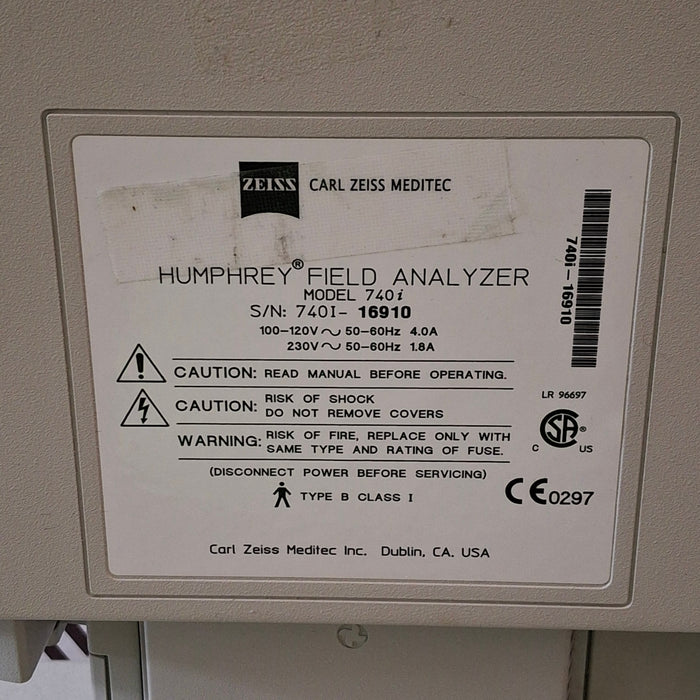 ZEISS CARL ZEISS MEDITEC
HUMPHREY® FIELD ANALYZER
MODEL 740i
S/N: 740I- 16910
100-120V ~ 50-60Hz 4.0A
230V ~ 50-60Hz 1.8A
740i-16910
CAUTION: READ MANUAL BEFORE OPERATING.
CAUTION: RISK OF SHOCK
DO NOT REMOVE COVERS
WARNING: RISK OF FIRE, REPLACE ONLY WITH
SAME TYPE AND RATING OF FUSE.
(DISCONNECT POWER BEFORE SERVICING)
TYPE B CLASS I
LR 96697
C SA® US
CE0297
Carl Zeiss Meditec Inc. Dublin, CA. USA